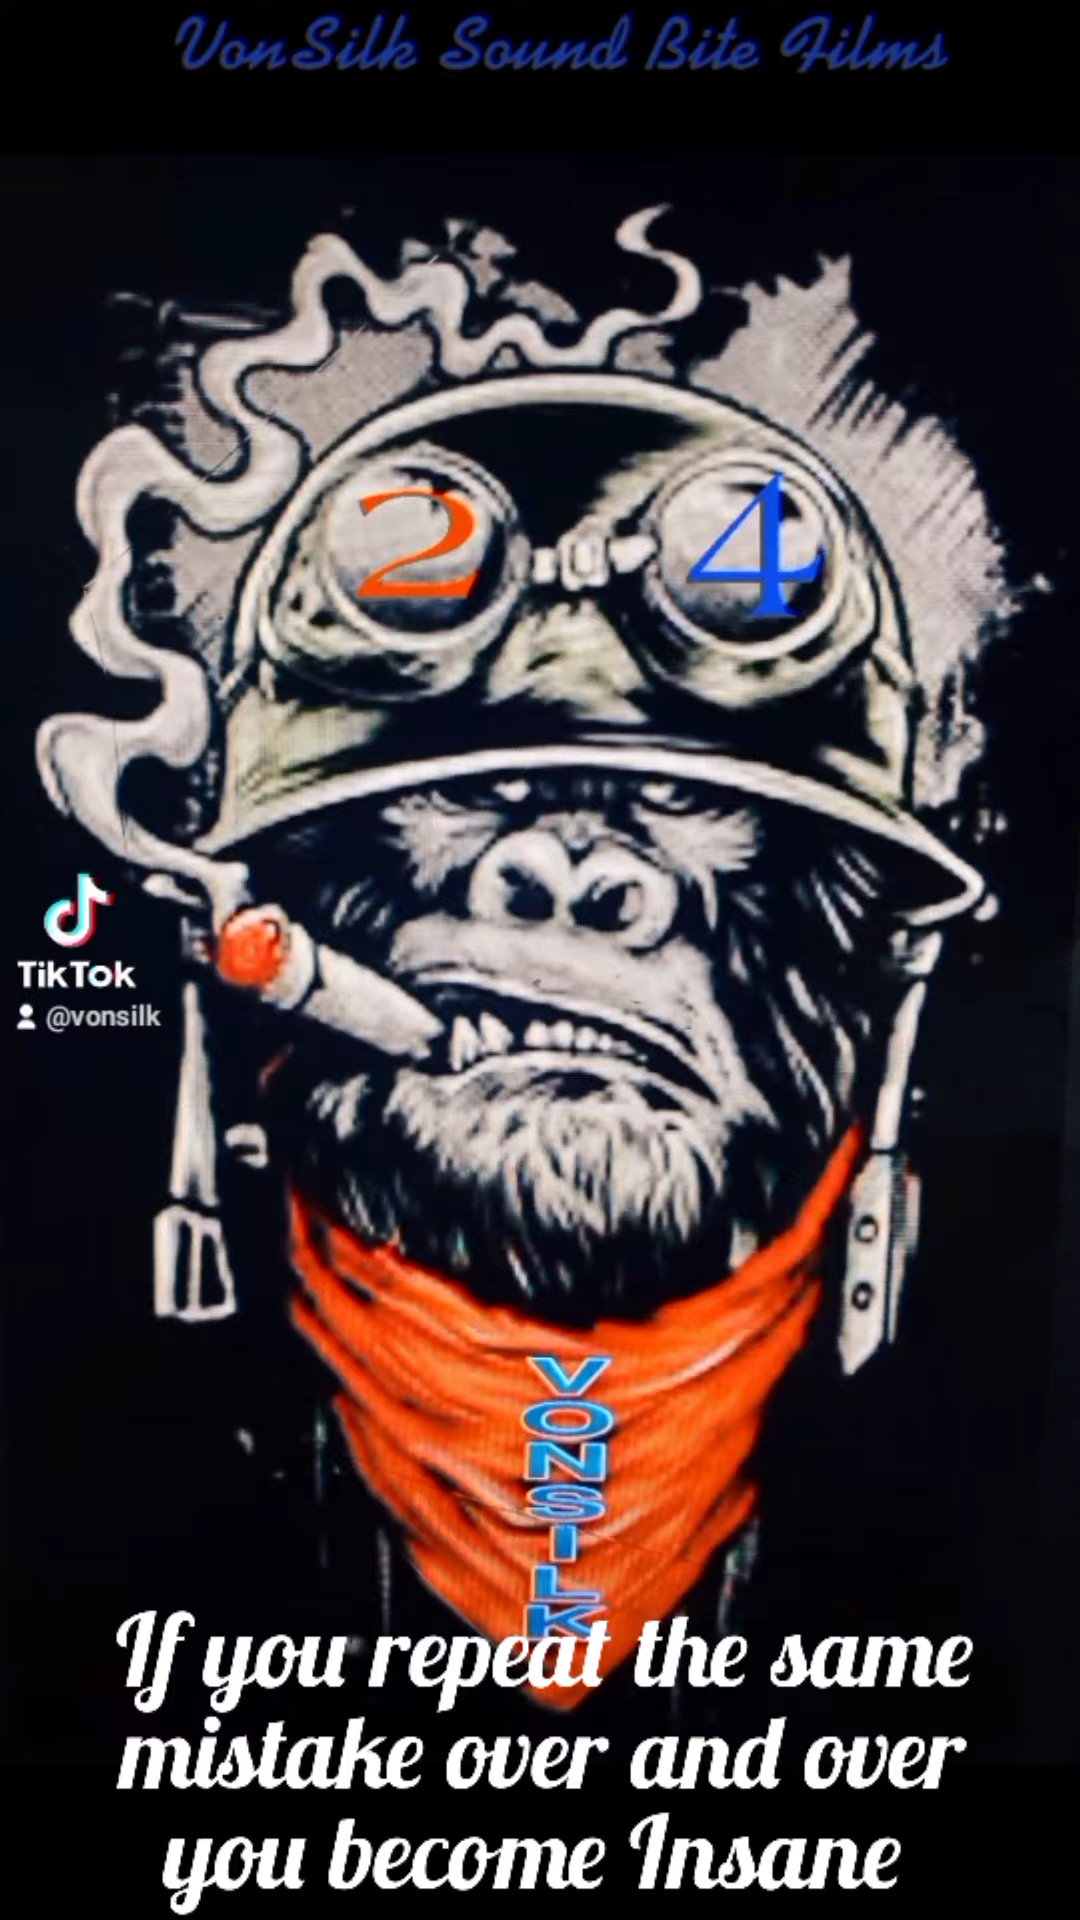 VonSilk Sound Bite Films
2 4
TikTok
@vonsilk
VONSILK
If you repeat the same
mistake over and over
you become Insane